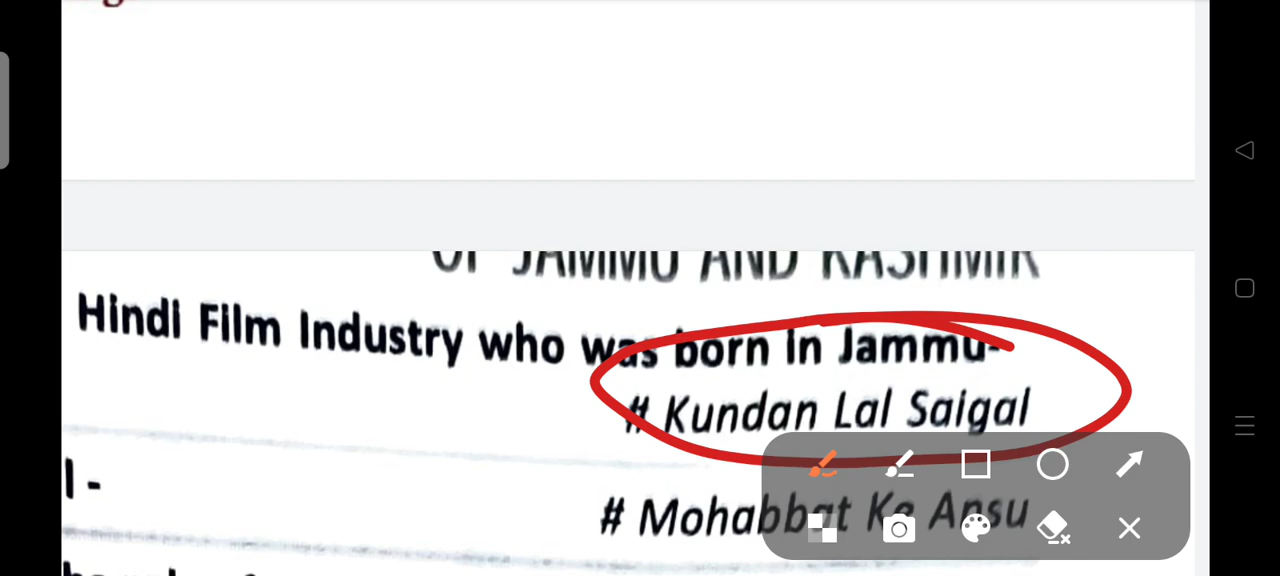 OF JAMMU AND KASHMIR
Hindi Film Industry who was born in Jammu-
# Kundan Lal Saigal
l -
# Mohabbat Ke Ansu